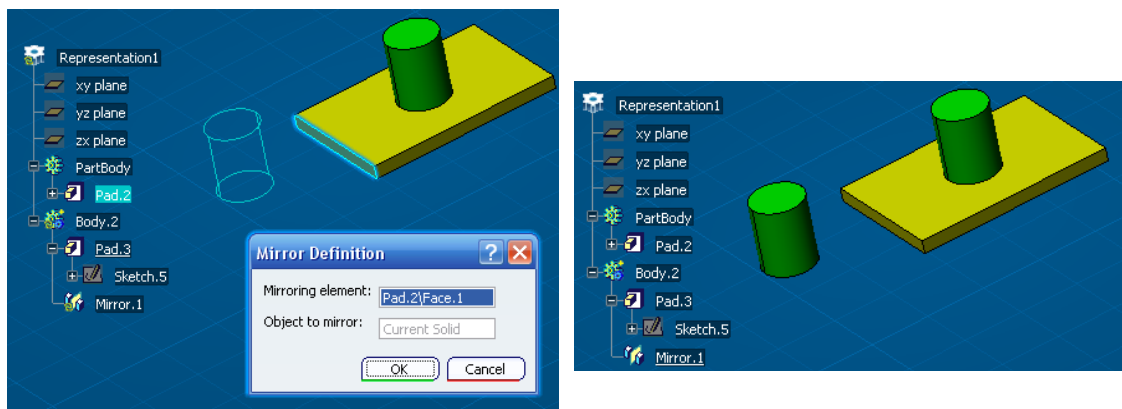 Representation1
xy plane
yz plane
zx plane
PartBody
Pad.2
Body.2
Pad.3
Sketch.5
Mirror.1
Mirror Definition
Mirroring element: Pad.2\Face.1
Object to mirror: Current Solid
OK Cancel
Representation1
xy plane
yz plane
zx plane
PartBody
Pad.2
Body.2
Pad.3
Sketch.5
Mirror.1